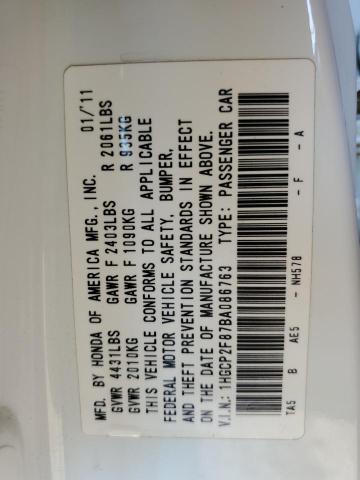 MFD. BY HONDA OF AMERICA MFG., INC. 01/'11
GVWR 4431LBS GAWR F 2403LBS R 2061LBS
GVWR 2010KG GAWR F 1090KG R 935KG
THIS VEHICLE CONFORMS TO ALL APPLICABLE
FEDERAL MOTOR VEHICLE SAFETY, BUMPER,
AND THEFT PREVENTION STANDARDS IN EFFECT
ON THE DATE OF MANUFACTURE SHOWN ABOVE.
V.I.N.: 1HGCP2F87BA086763 TYPE: PASSENGER CAR
TA5 B AE5 - NH578 - F - A